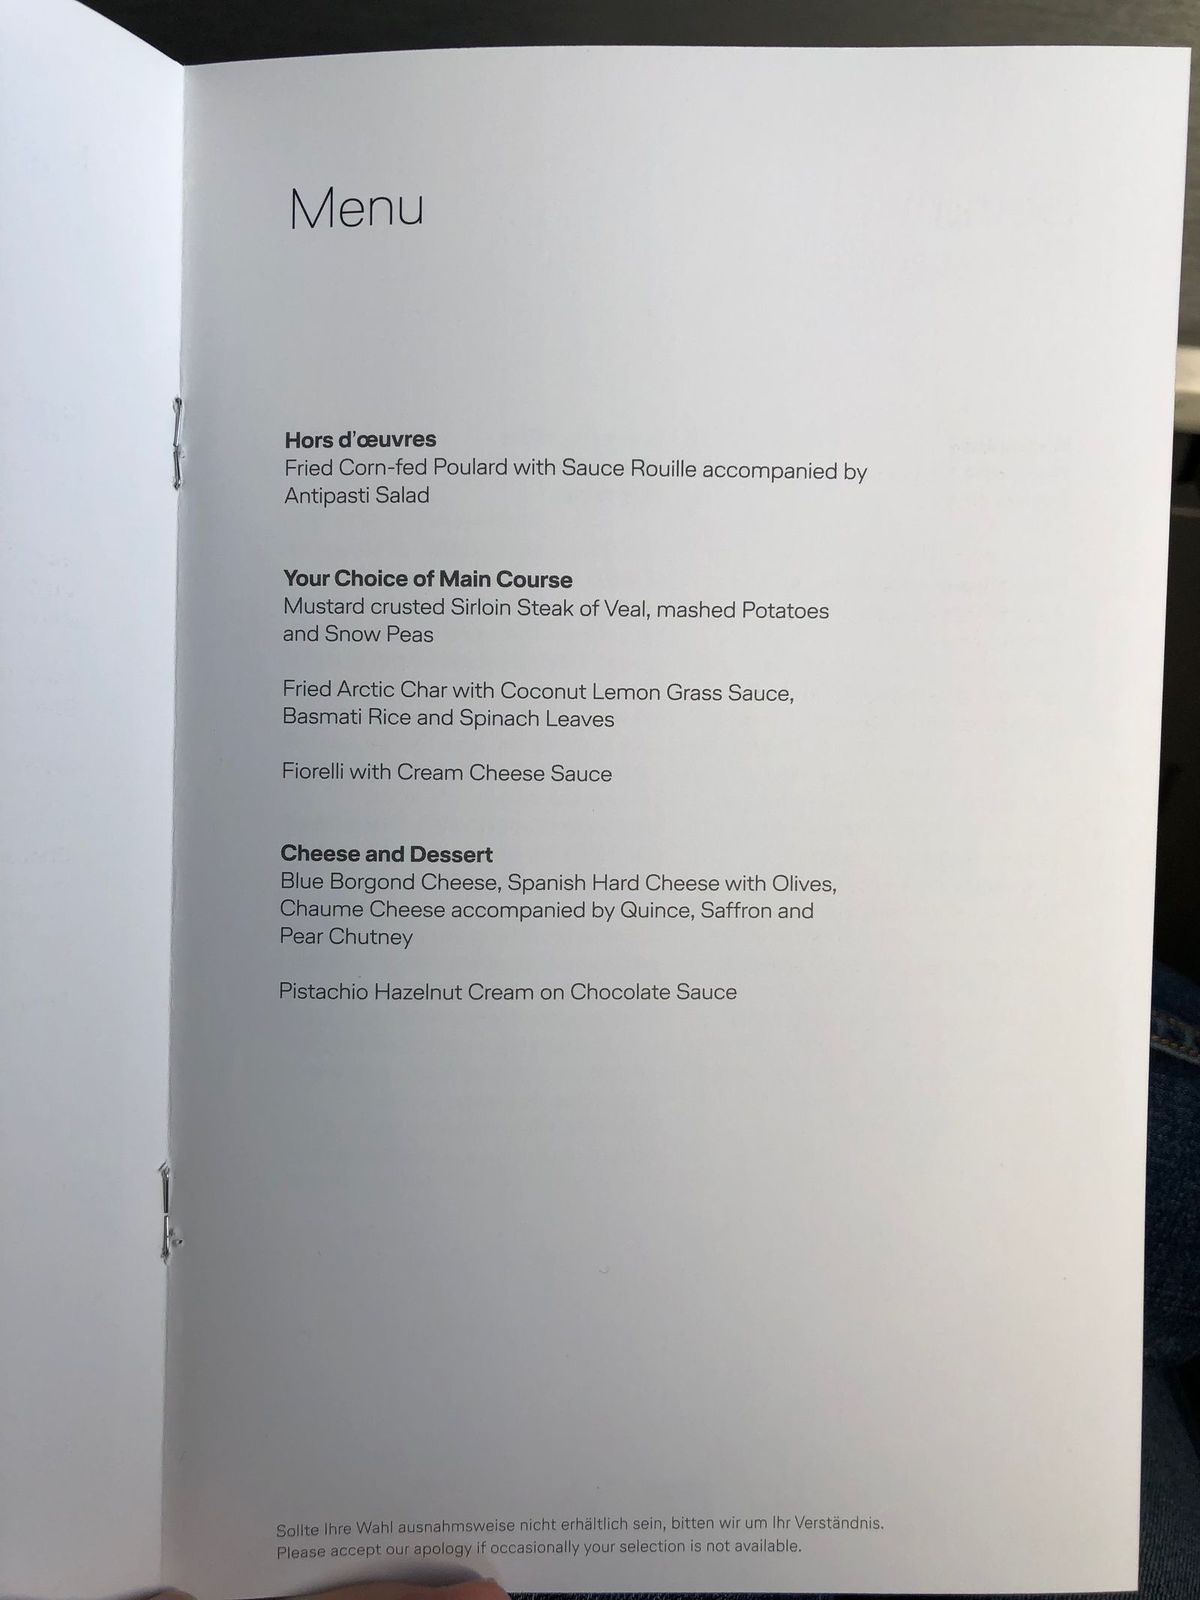 Menu
Hors d'œuvres
Fried Corn-fed Poulard with Sauce Rouille accompanied by
Antipasti Salad
Your Choice of Main Course
Mustard crusted Sirloin Steak of Veal, mashed Potatoes
and Snow Peas
Fried Arctic Char with Coconut Lemon Grass Sauce,
Basmati Rice and Spinach Leaves
Fiorelli with Cream Cheese Sauce
Cheese and Dessert
Blue Borgond Cheese, Spanish Hard Cheese with Olives,
Chaume Cheese accompanied by Quince, Saffron and
Pear Chutney
Pistachio Hazelnut Cream on Chocolate Sauce
Sollte Ihre Wahl ausnahmsweise nicht erhältlich sein, bitten wir um Ihr Verständnis.
Please accept our apology if occasionally your selection is not available.